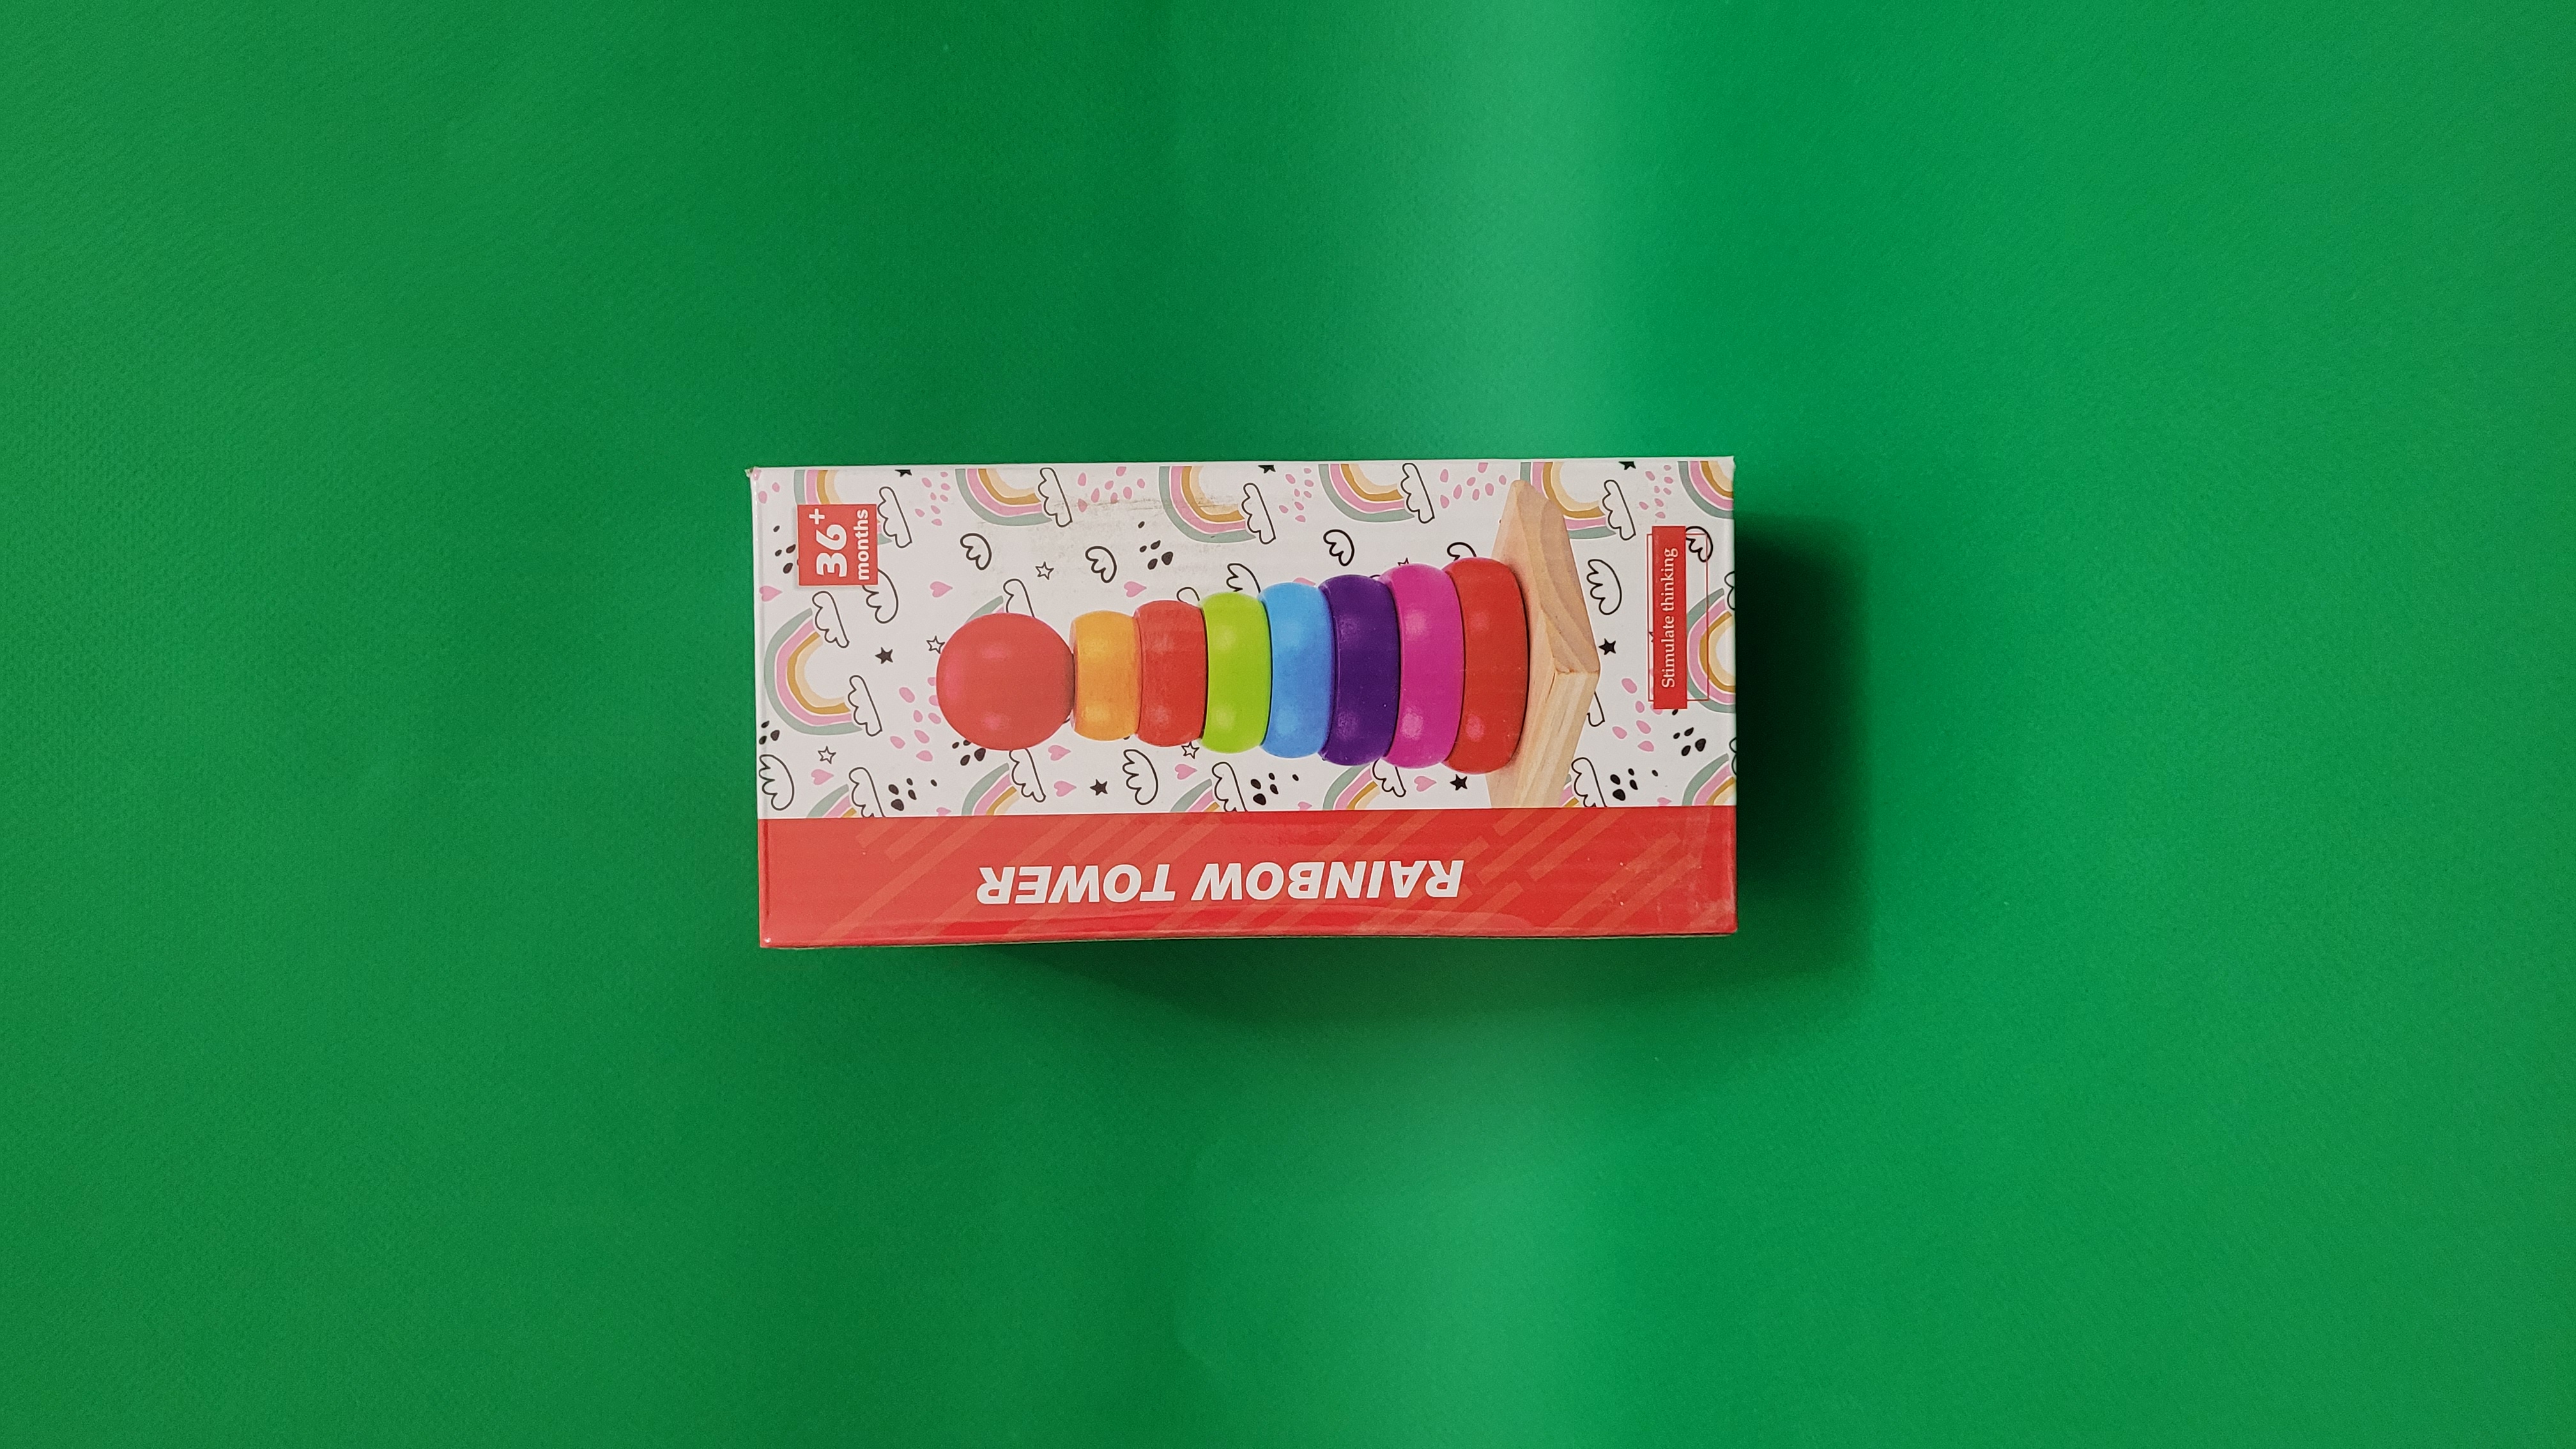 36+
months
Stimulate thinking
RAINBOW TOWER